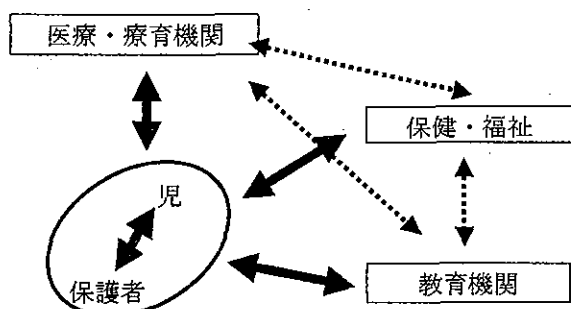 医療・療育機関
保健・福祉
児
保護者
教育機関